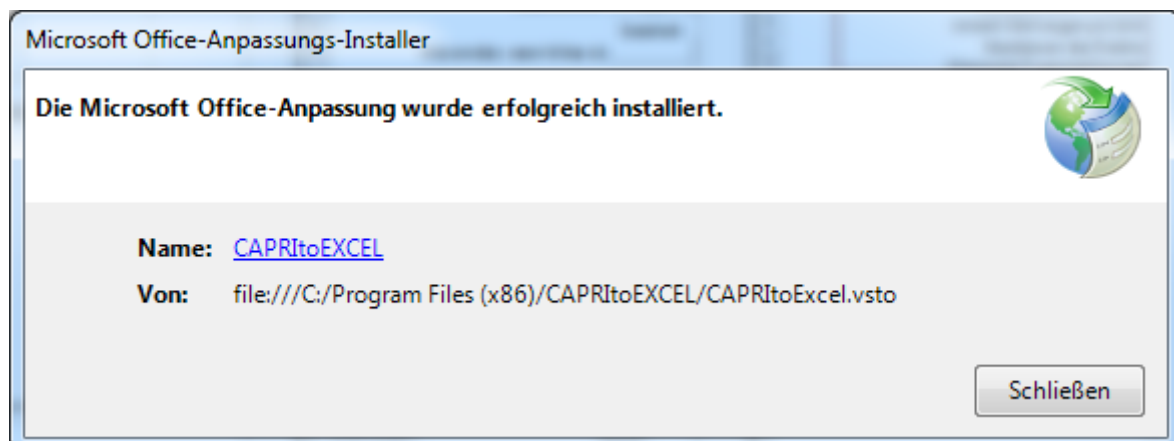 Microsoft Office-Anpassungs-Installer
Die Microsoft Office-Anpassung wurde erfolgreich installiert.
Name: CAPRItoEXCEL
Von: file:///C:/Program Files (x86)/CAPRItoEXCEL/CAPRItoExcel.vsto
Schließen